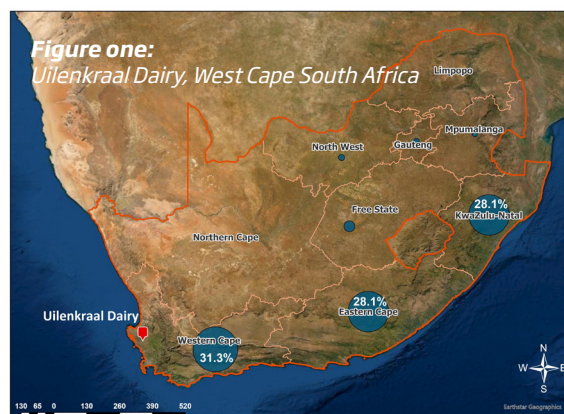 Figure one:
Uilenkraal Dairy, West Cape South Africa
Limpopo
Mpumalanga
Gauteng
North West
28.1%
KwaZulu-Natal
Free State
Northern Cape
28.1%
Eastern Cape
Uilenkraal Dairy
Western Cape
31.3%
N
W
E
S
130 65 0 130 260 390 520
Earthstar Geographics